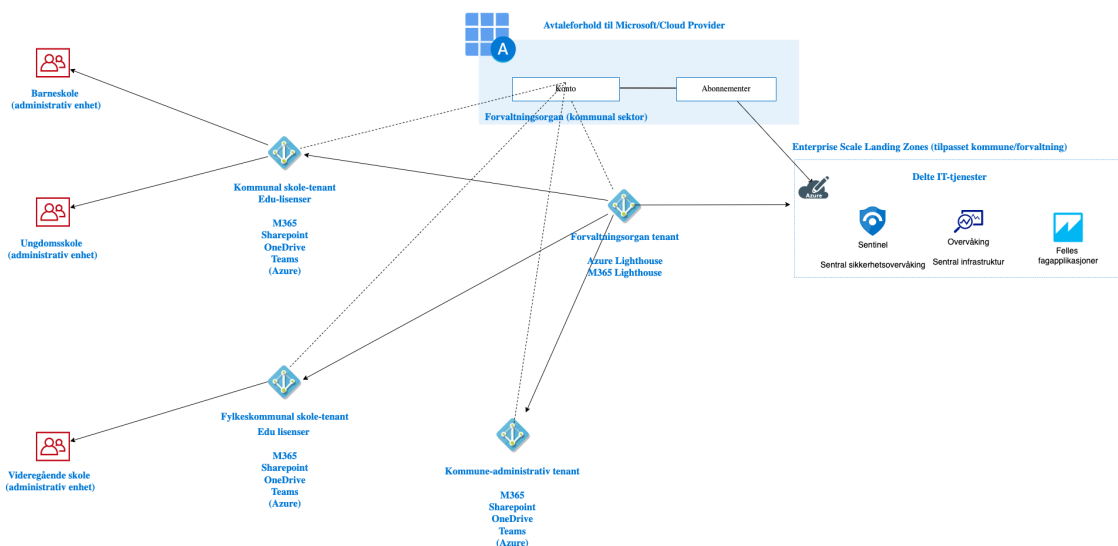 Avtaleforhold til Microsoft/Cloud Provider
A
Konto
Abonnementer
Forvaltningsorgan (kommunal sektor)
Barneskole
(administrativ enhet)
Enterprise Scale Landing Zones (tilpasset kommune/forvaltning)
Delte IT-tjenester
Azure
Sentinel
Sentral sikkerhetsovervåking
Overvåking
Sentral infrastruktur
Felles
fagapplikasjoner
Kommunal skole-tenant
Edu-lisenser
M365
Sharepoint
OneDrive
Teams
(Azure)
Ungdomsskole
(administrativ enhet)
Forvaltningsorgan tenant
Azure Lighthouse
M365 Lighthouse
Fylkeskommunal skole-tenant
Edu lisenser
M365
Sharepoint
OneDrive
Teams
(Azure)
Videregående skole
(administrativ enhet)
Kommune-administrativ tenant
M365
Sharepoint
OneDrive
Teams
(Azure)